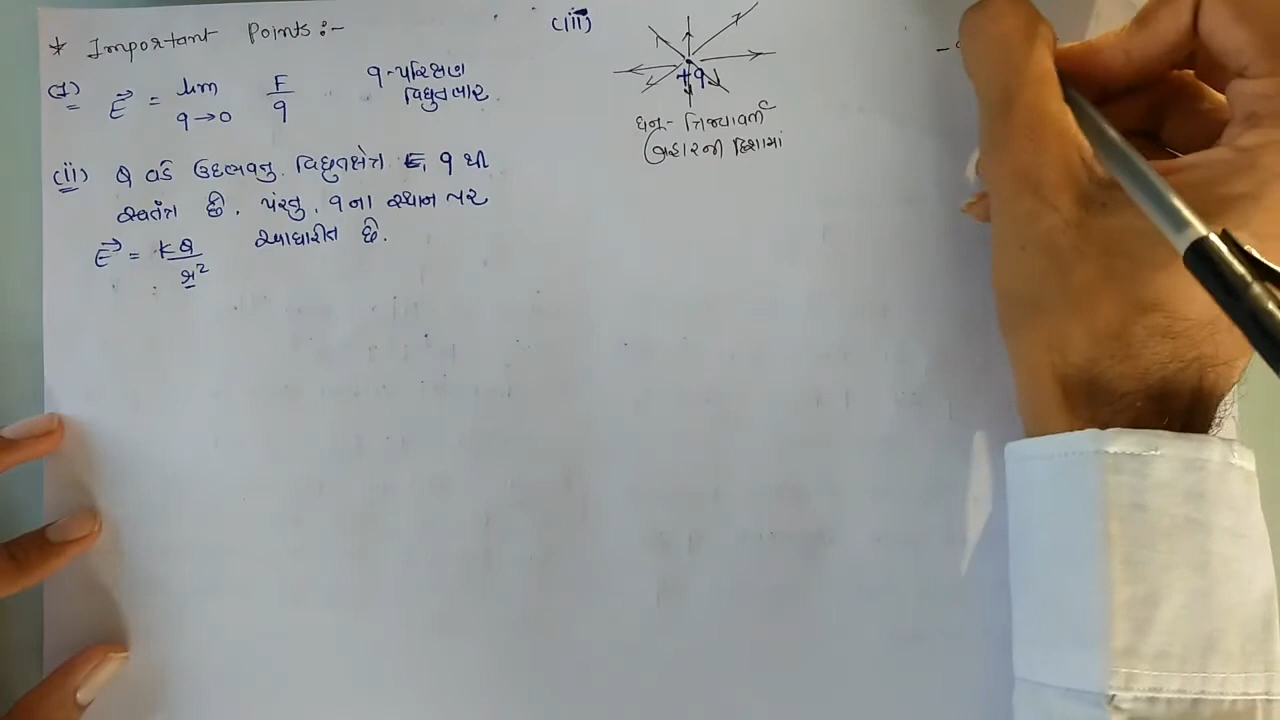 * Important Points:-
(i) E⃗ = lim F/q q→0 q-પરિક્ષણ
વિદ્યુતભાર
(ii) Q વડે ઉદ્દભવતુ વિદ્યુતક્ષેત્ર E, q થી
સ્વતંત્ર છે. પંરતુ, q ના સ્થાન પર
આધારીત છે.
E⃗ = kQ/r²
(iii)
+q
ધન - ત્રિજ્યાવર્તી
બહારની દિશામાં